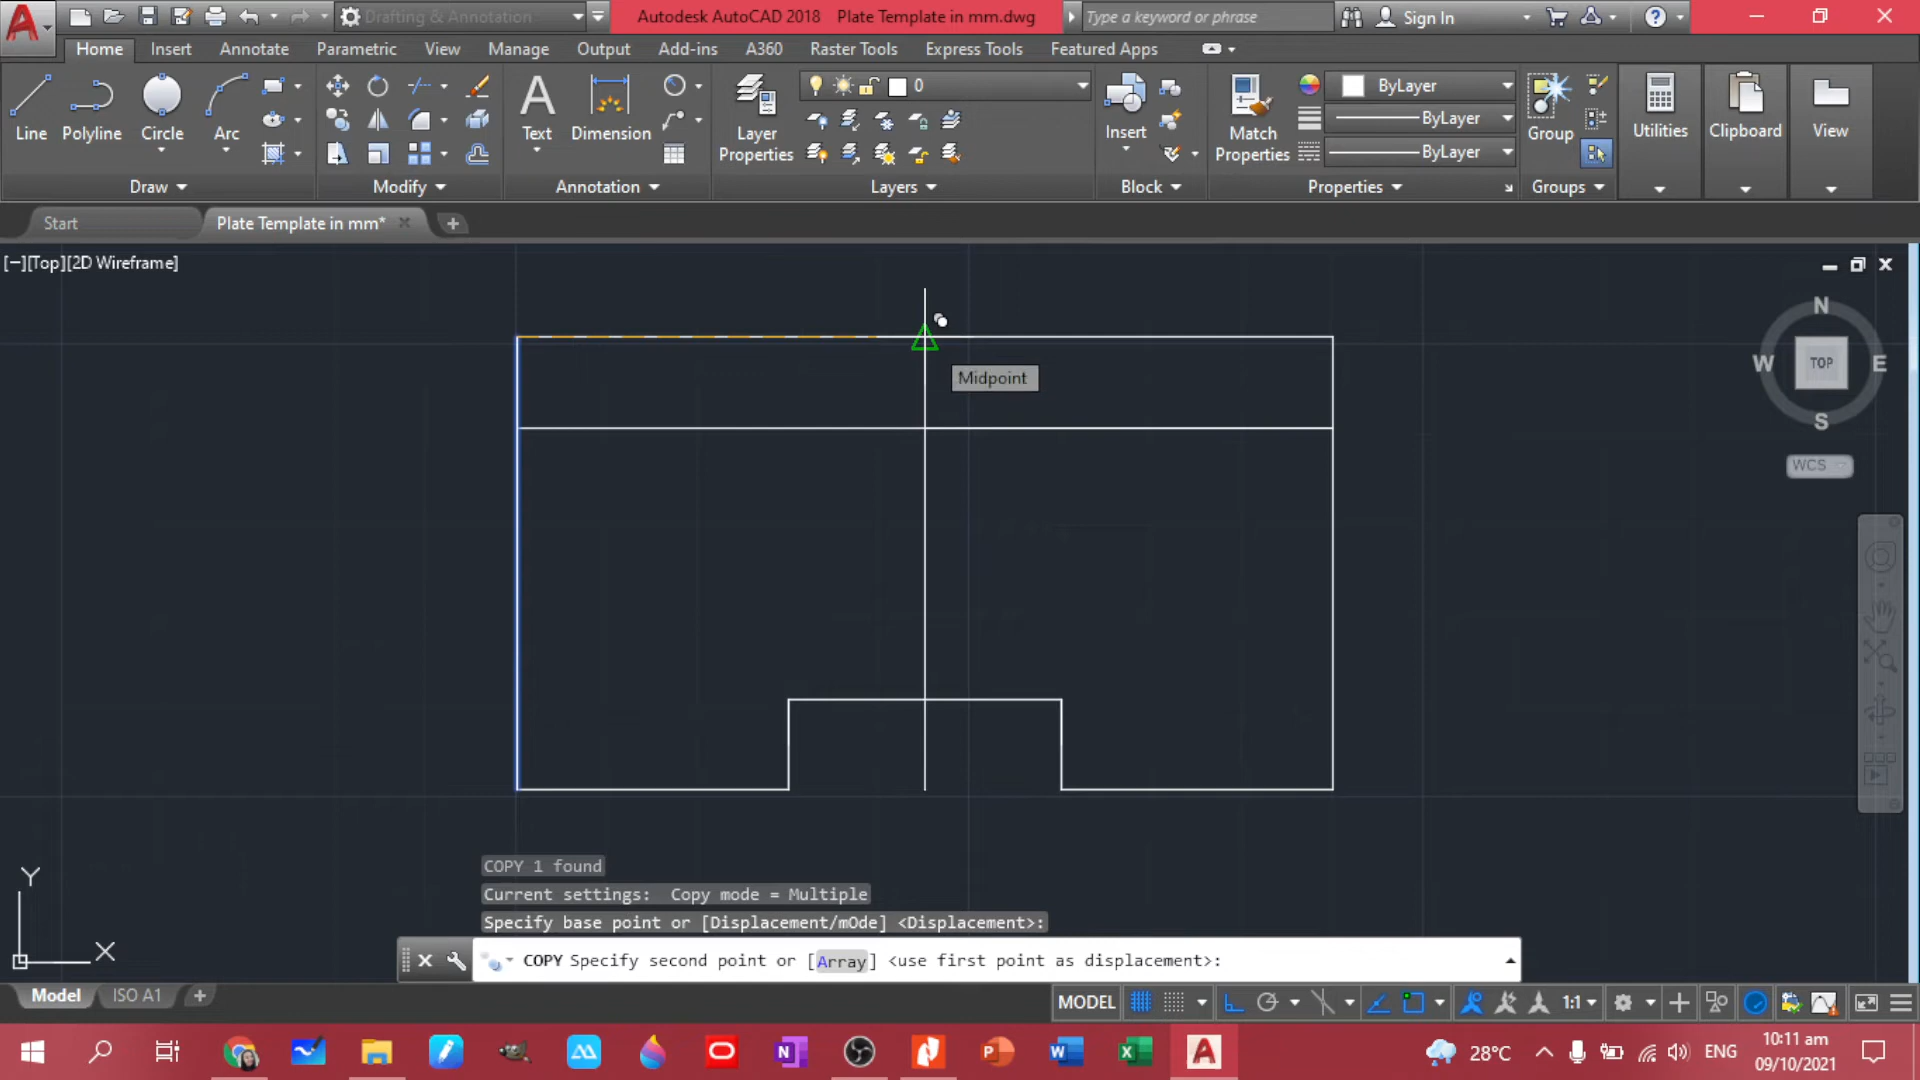 Drafting & Annotation
Autodesk AutoCAD 2018 Plate Template in mm.dwg
Type a keyword or phrase
Sign In
Home Insert Annotate Parametric View Manage Output Add-ins A360 Raster Tools Express Tools Featured Apps
0
ByLayer
Line Polyline Circle Arc
Text Dimension
Layer Properties
Insert
Match Properties
ByLayer
ByLayer
Group
Utilities Clipboard View
Draw Modify Annotation Layers Block Properties Groups
Start
Plate Template in mm*
[−][Top][2D Wireframe]
N
W TOP E
S
WCS
Midpoint
Y
X
COPY 1 found
Current settings:  Copy mode = Multiple
Specify base point or [Displacement/mOde] <Displacement>:
COPY Specify second point or [Array] <use first point as displacement>:
Model ISO A1
MODEL
1:1
28°C
ENG
10:11 am
09/10/2021